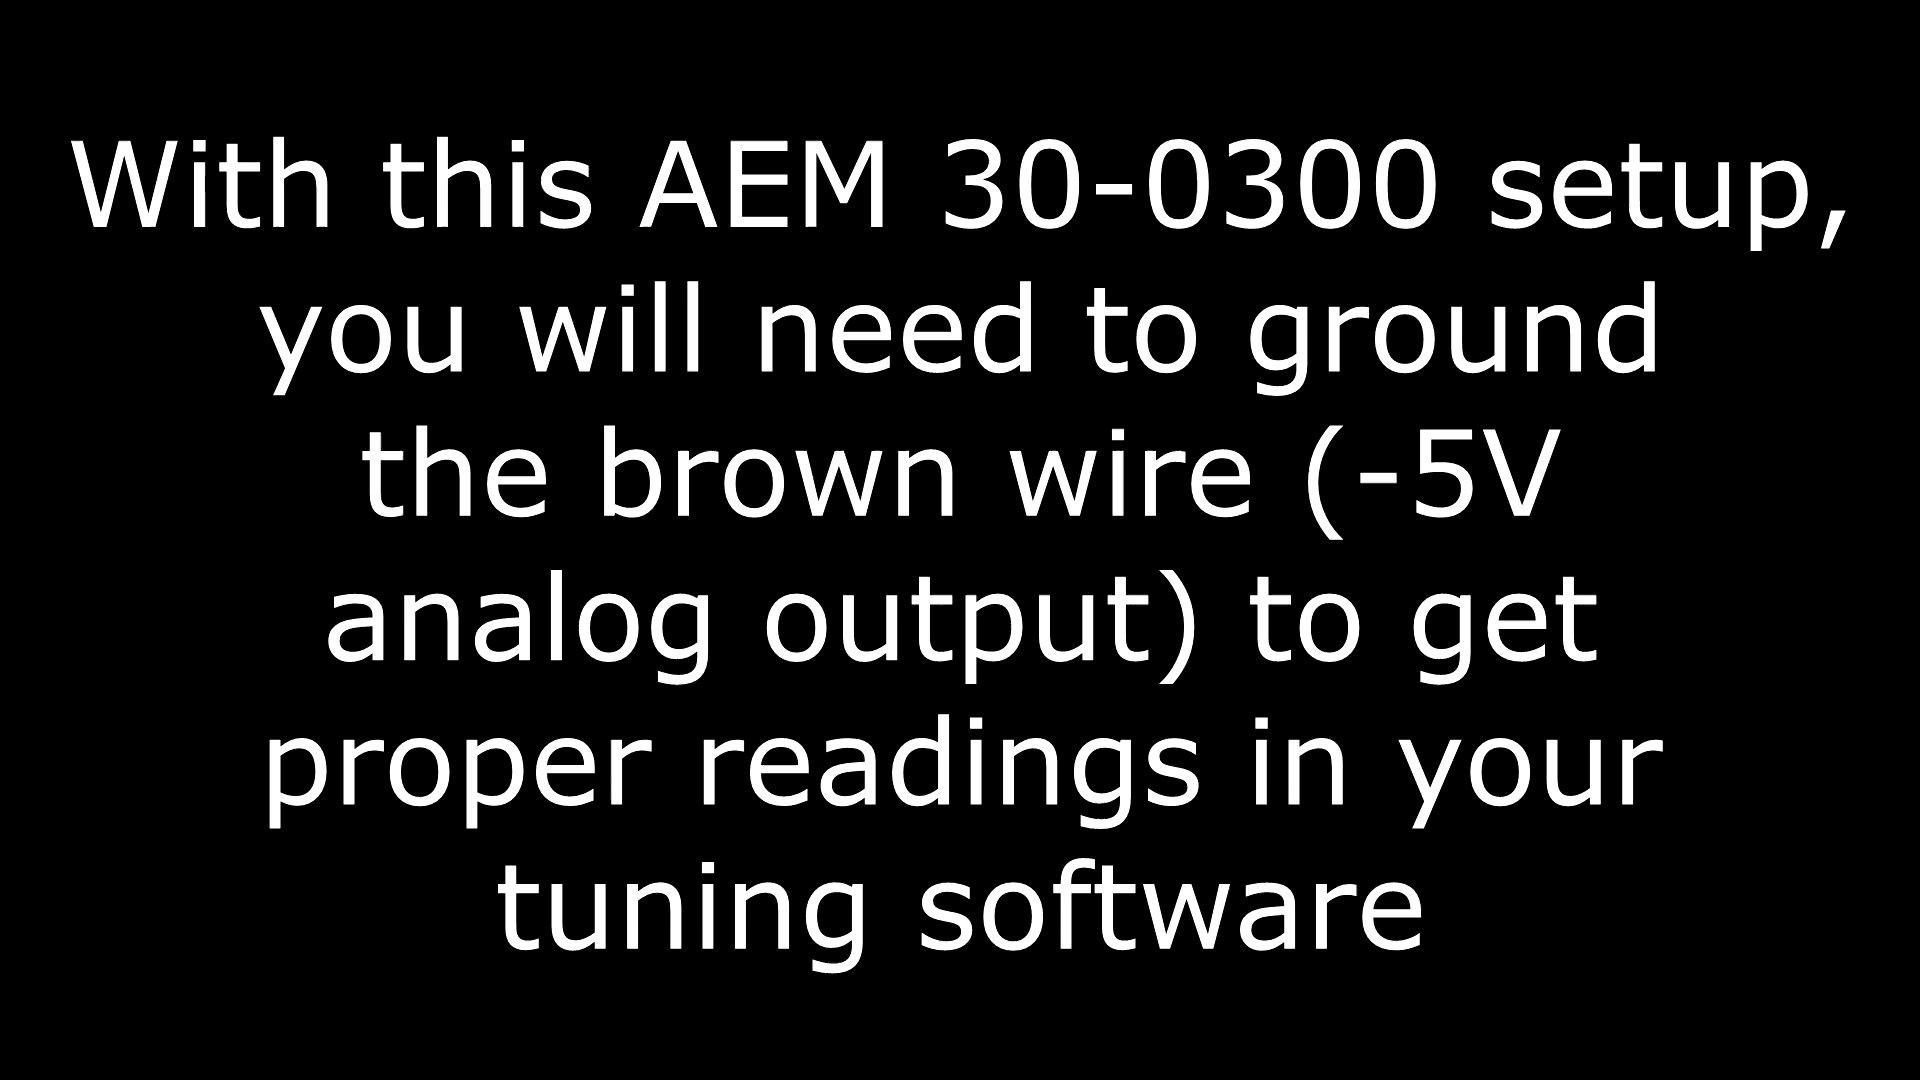 With this AEM 30-0300 setup,
you will need to ground
the brown wire (-5V
analog output) to get
proper readings in your
tuning software